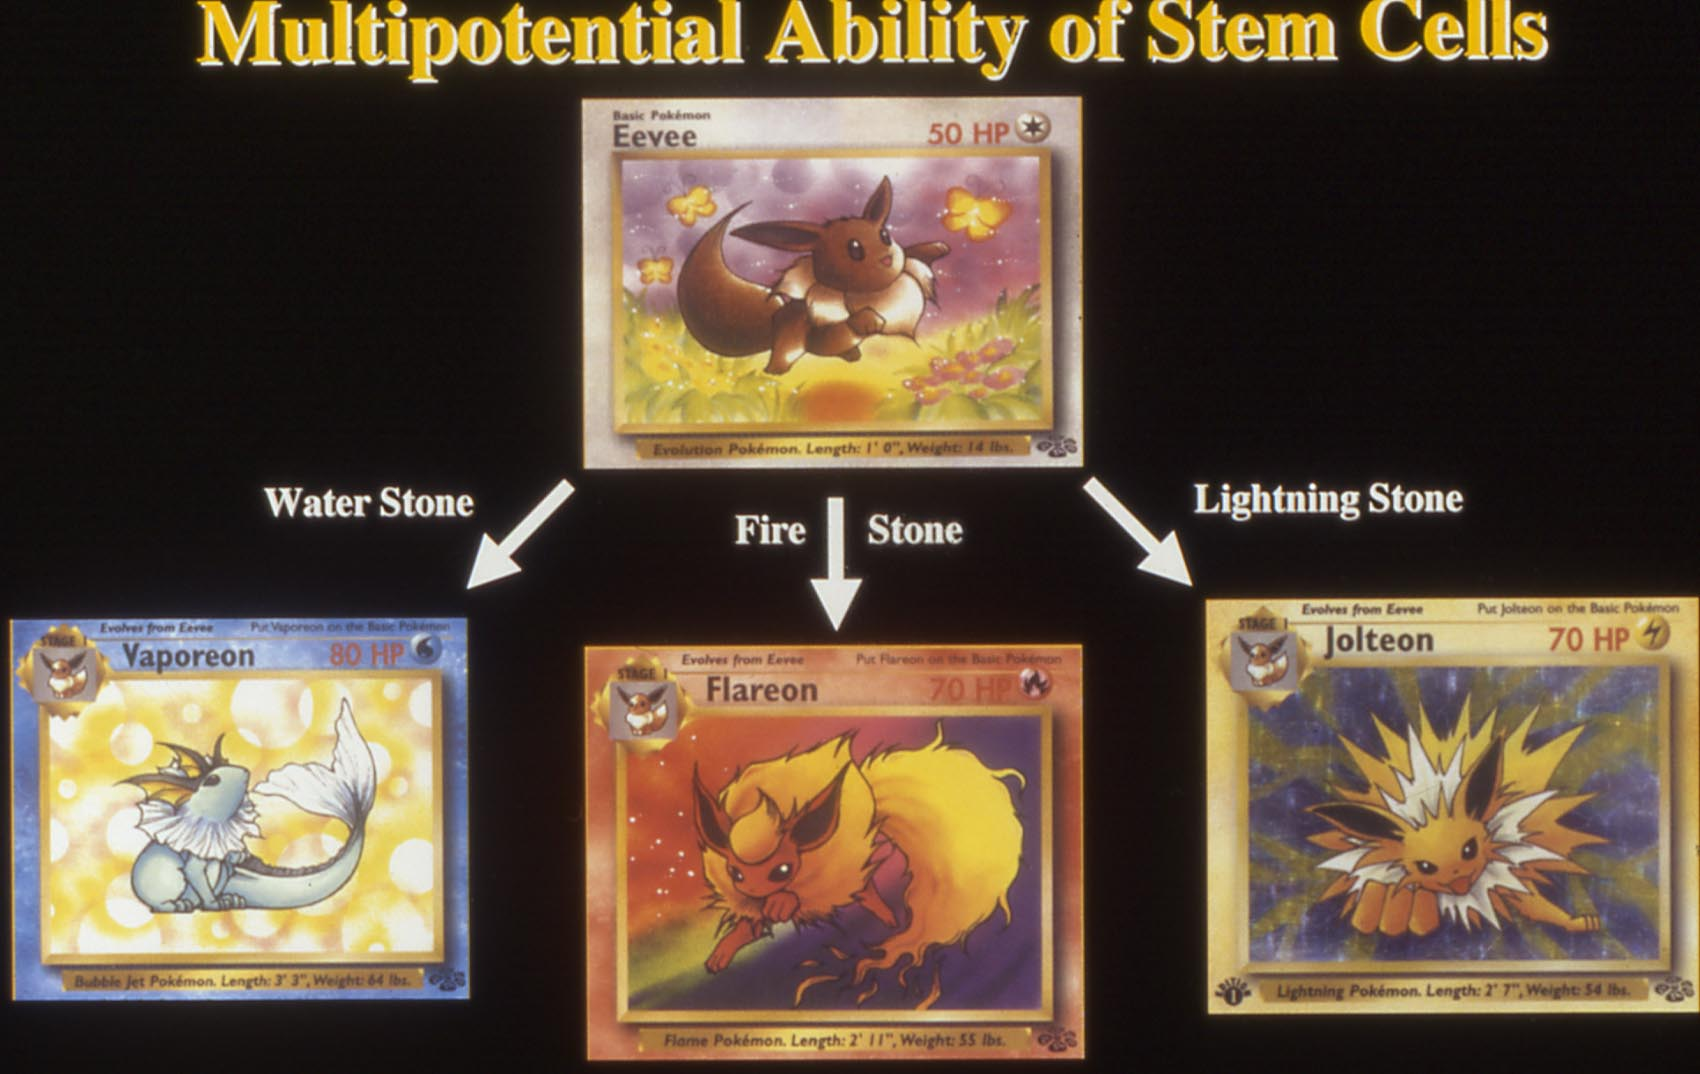 Multipotential Ability of Stem Cells
Basic Pokémon
Eevee 50 HP
Evolution Pokémon. Length: 1' 0", Weight: 14 lbs.
Water Stone
Fire Stone
Lightning Stone
Evolves from Eevee Put Vaporeon on the Basic Pokémon
STAGE 1
Vaporeon 80 HP
Bubble Jet Pokémon. Length: 3' 3", Weight: 64 lbs.
Evolves from Eevee Put Flareon on the Basic Pokémon
STAGE 1
Flareon 70 HP
Flame Pokémon. Length: 2' 11", Weight: 55 lbs.
Evolves from Eevee Put Jolteon on the Basic Pokémon
STAGE 1
Jolteon 70 HP
EDITION
1
Lightning Pokémon. Length: 2' 7", Weight: 54 lbs.